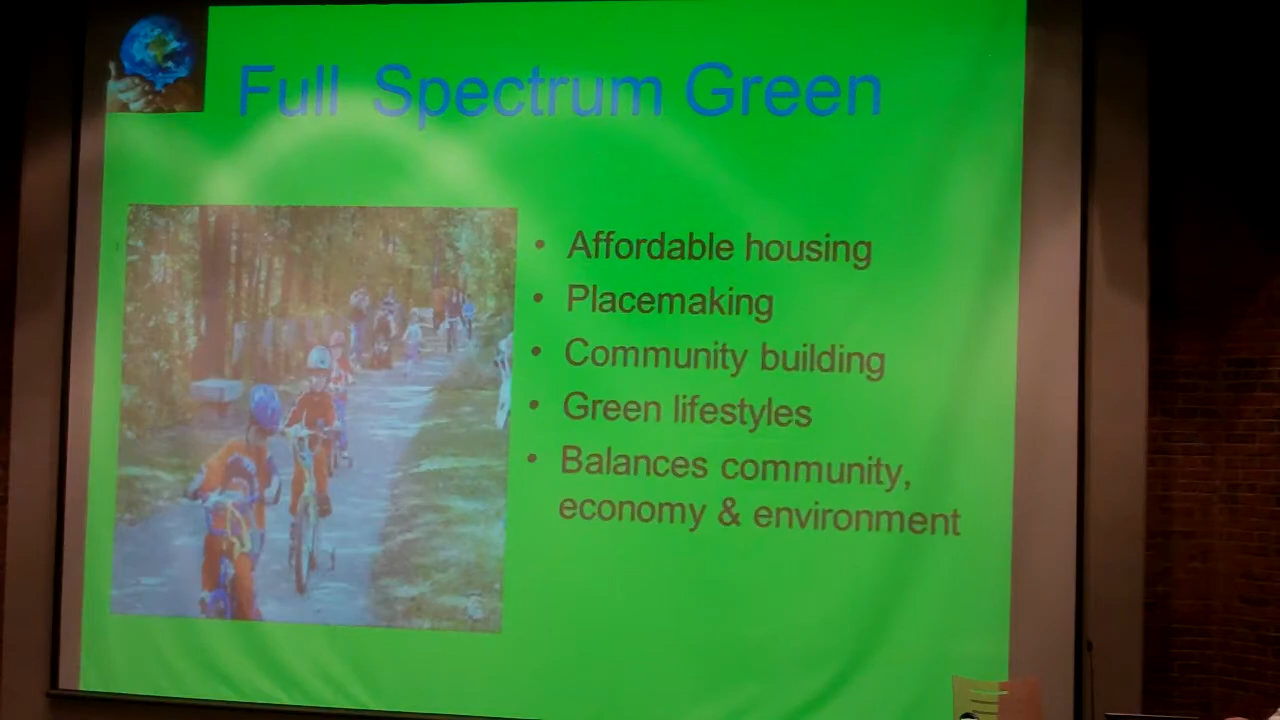 Full Spectrum Green
• Affordable housing
• Placemaking
• Community building
• Green lifestyles
• Balances community,
economy & environment